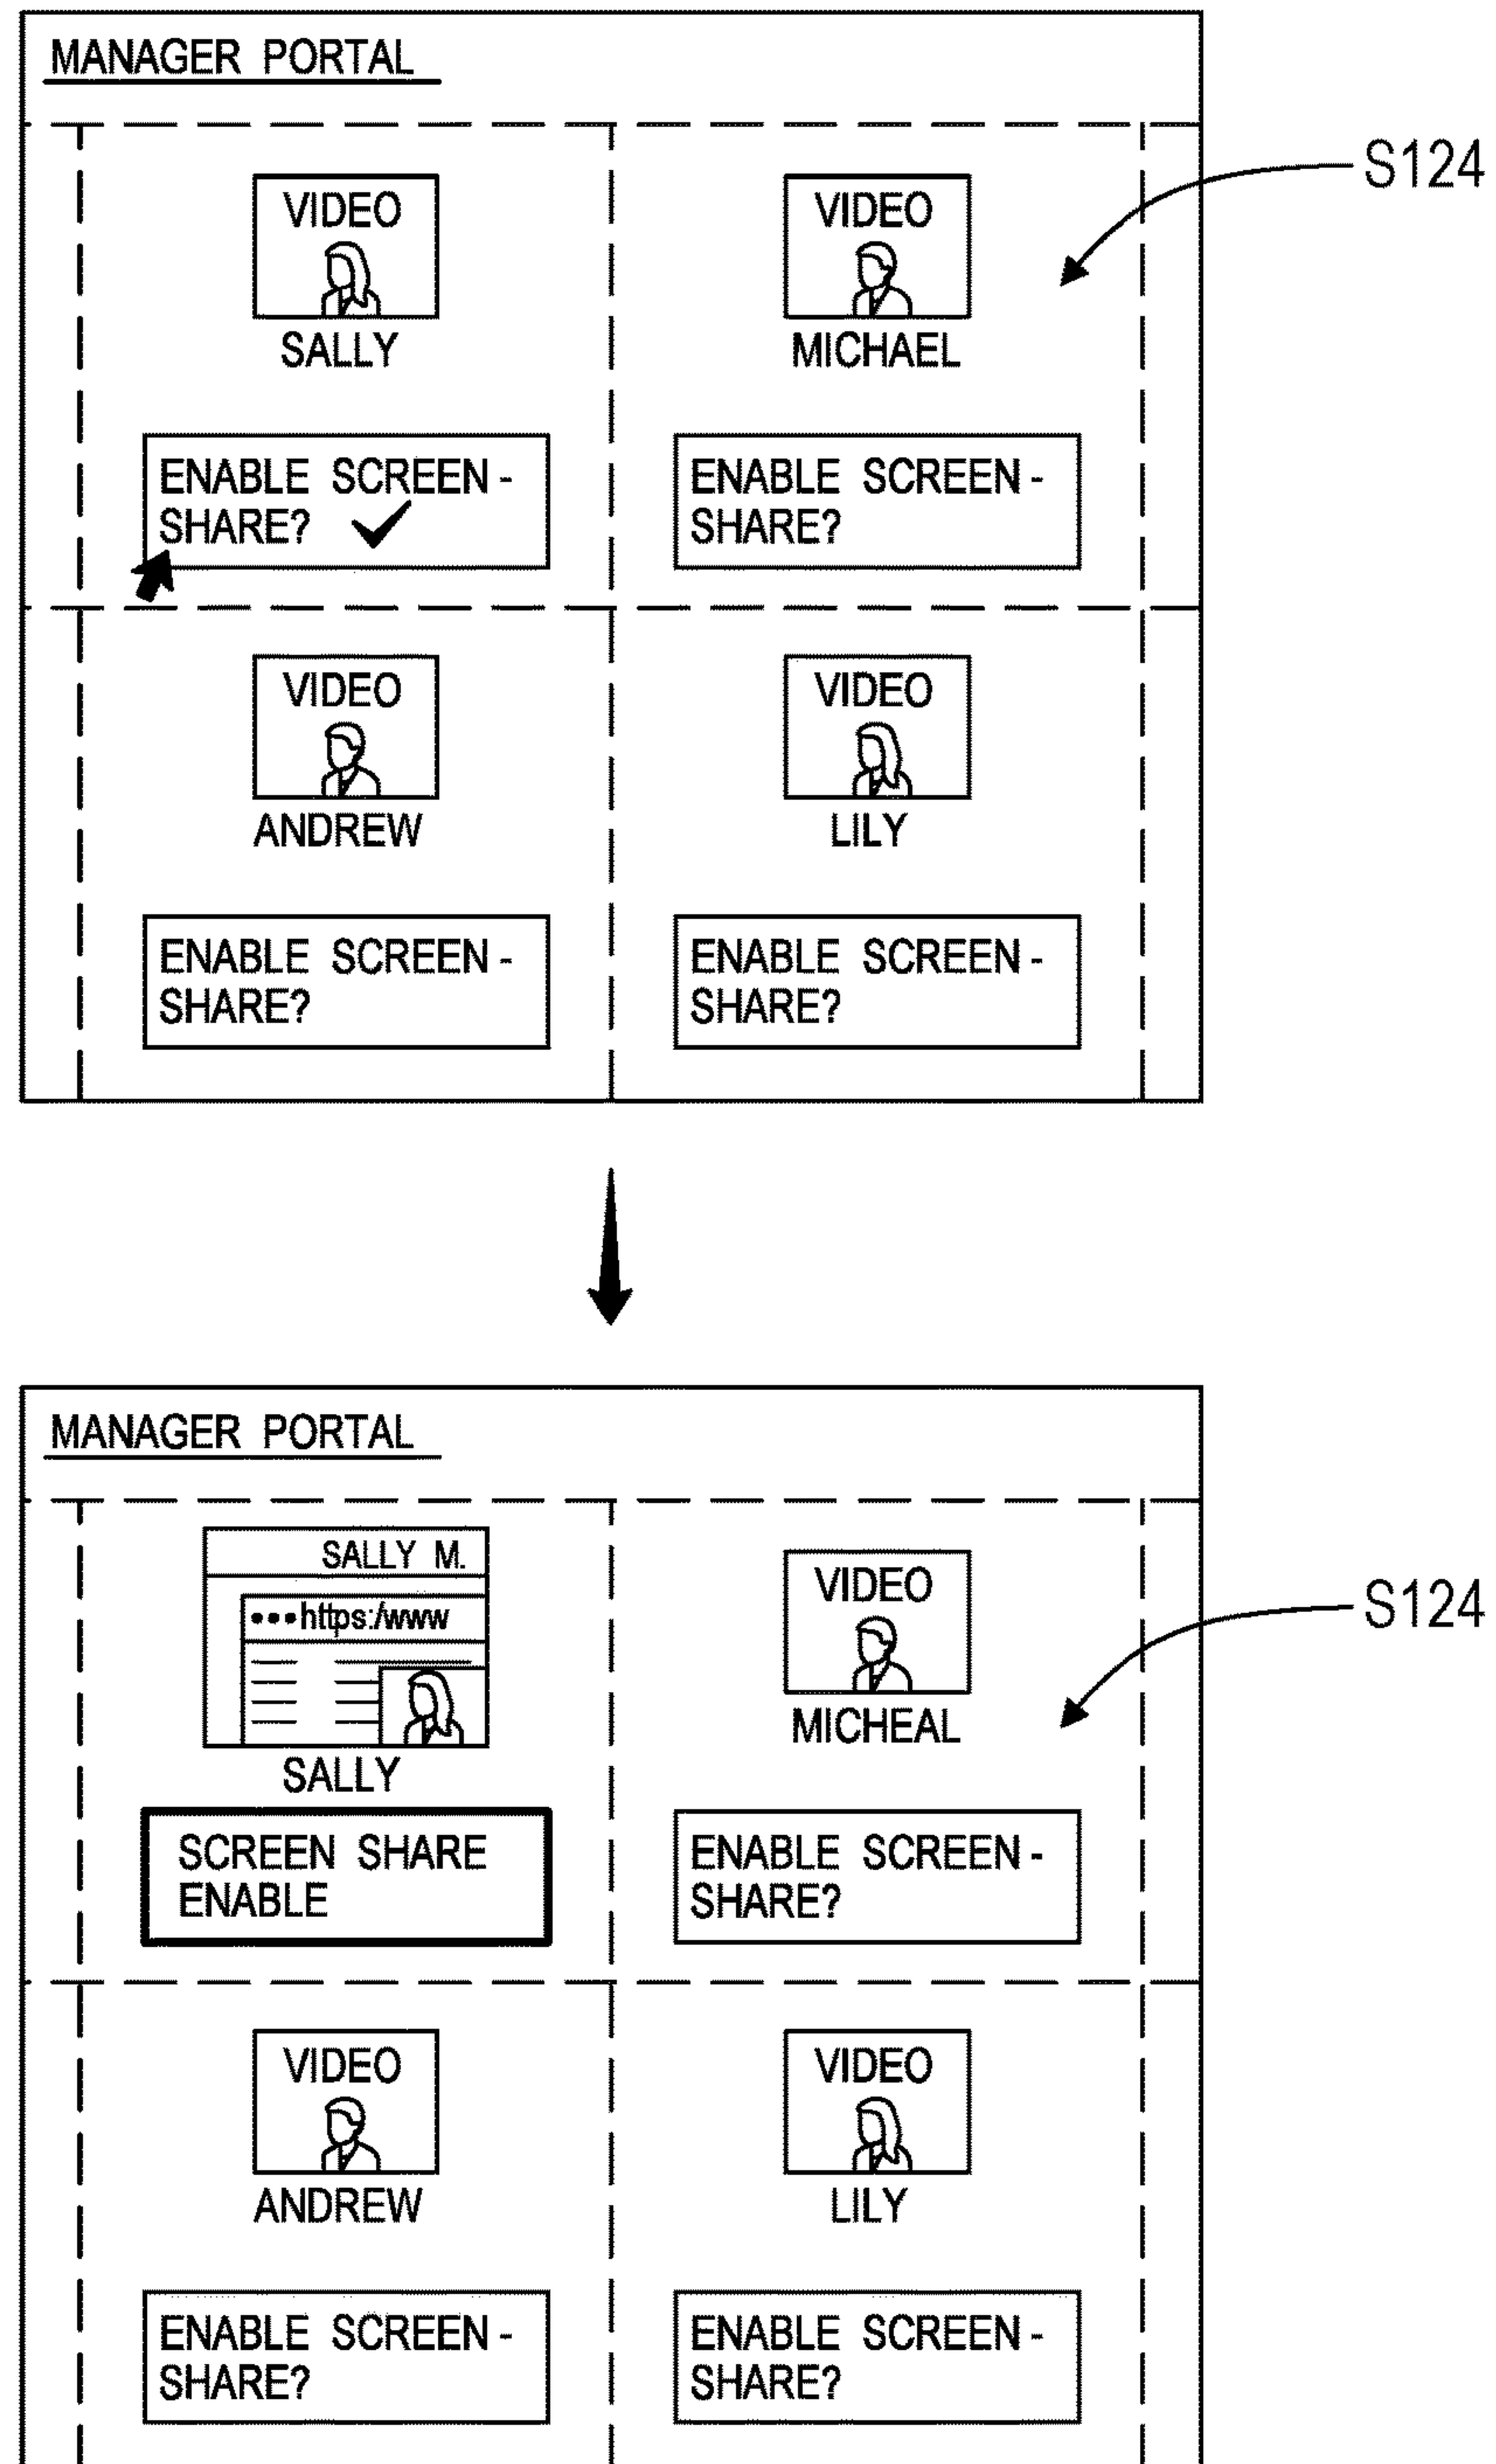 MANAGER PORTAL
S124
VIDEO
VIDEO
SALLY
MICHAEL
ENABLE SCREEN-
SHARE?
ENABLE SCREEN-
SHARE?
VIDEO
VIDEO
ANDREW
LILY
ENABLE SCREEN-
SHARE?
ENABLE SCREEN-
SHARE?
MANAGER PORTAL
SALLY M.
https:/www
SALLY
VIDEO
MICHEAL
S124
SCREEN SHARE
ENABLE
ENABLE SCREEN-
SHARE?
VIDEO
VIDEO
ANDREW
LILY
ENABLE SCREEN-
SHARE?
ENABLE SCREEN-
SHARE?